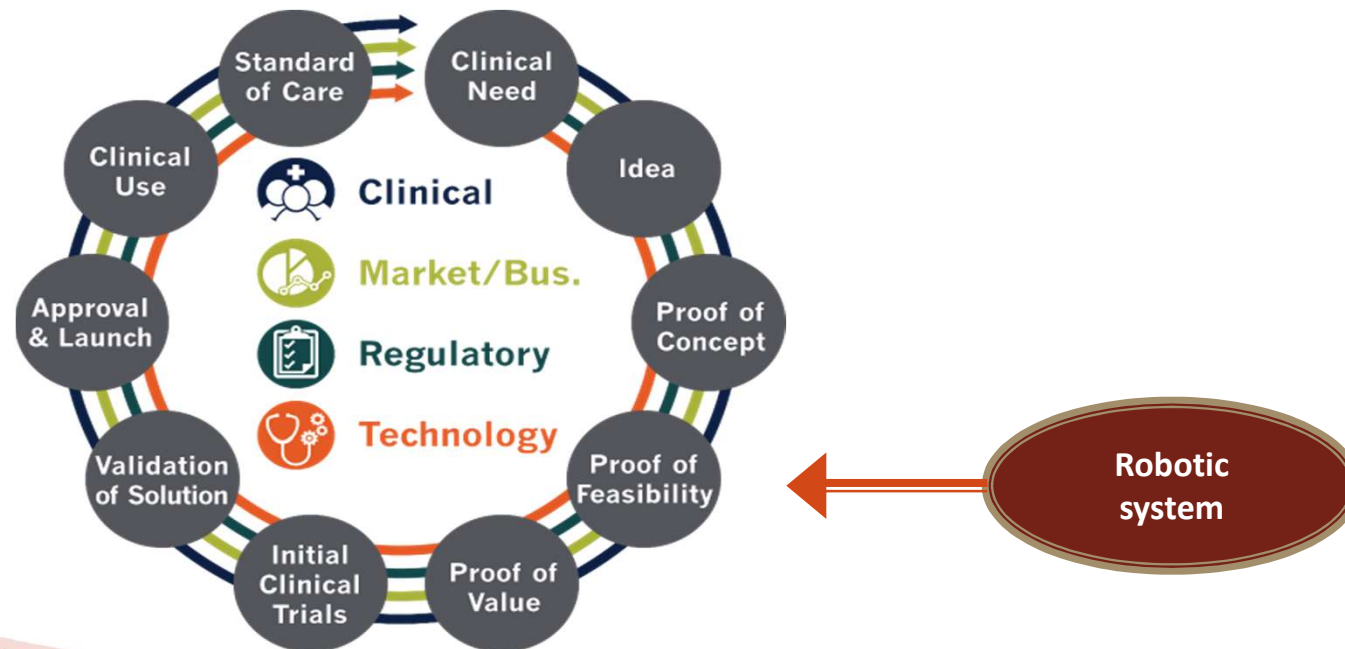 Standard
of Care
Clinical
Need
Idea
Proof of
Concept
Proof of
Feasibility
Proof of
Value
Initial
Clinical
Trials
Validation
of Solution
Approval
& Launch
Clinical
Use
Clinical
Market/Bus.
Regulatory
Technology
Robotic
system